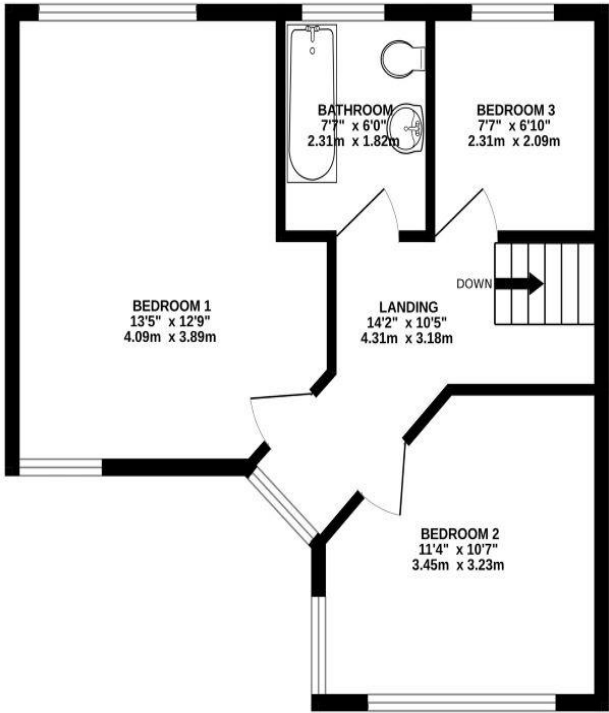 BATHROOM
7'7" x 6'0"
2.31m x 1.82m
BEDROOM 3
7'7" x 6'10"
2.31m x 2.09m
BEDROOM 1
13'5" x 12'9"
4.09m x 3.89m
DOWN
LANDING
14'2" x 10'5"
4.31m x 3.18m
BEDROOM 2
11'4" x 10'7"
3.45m x 3.23m